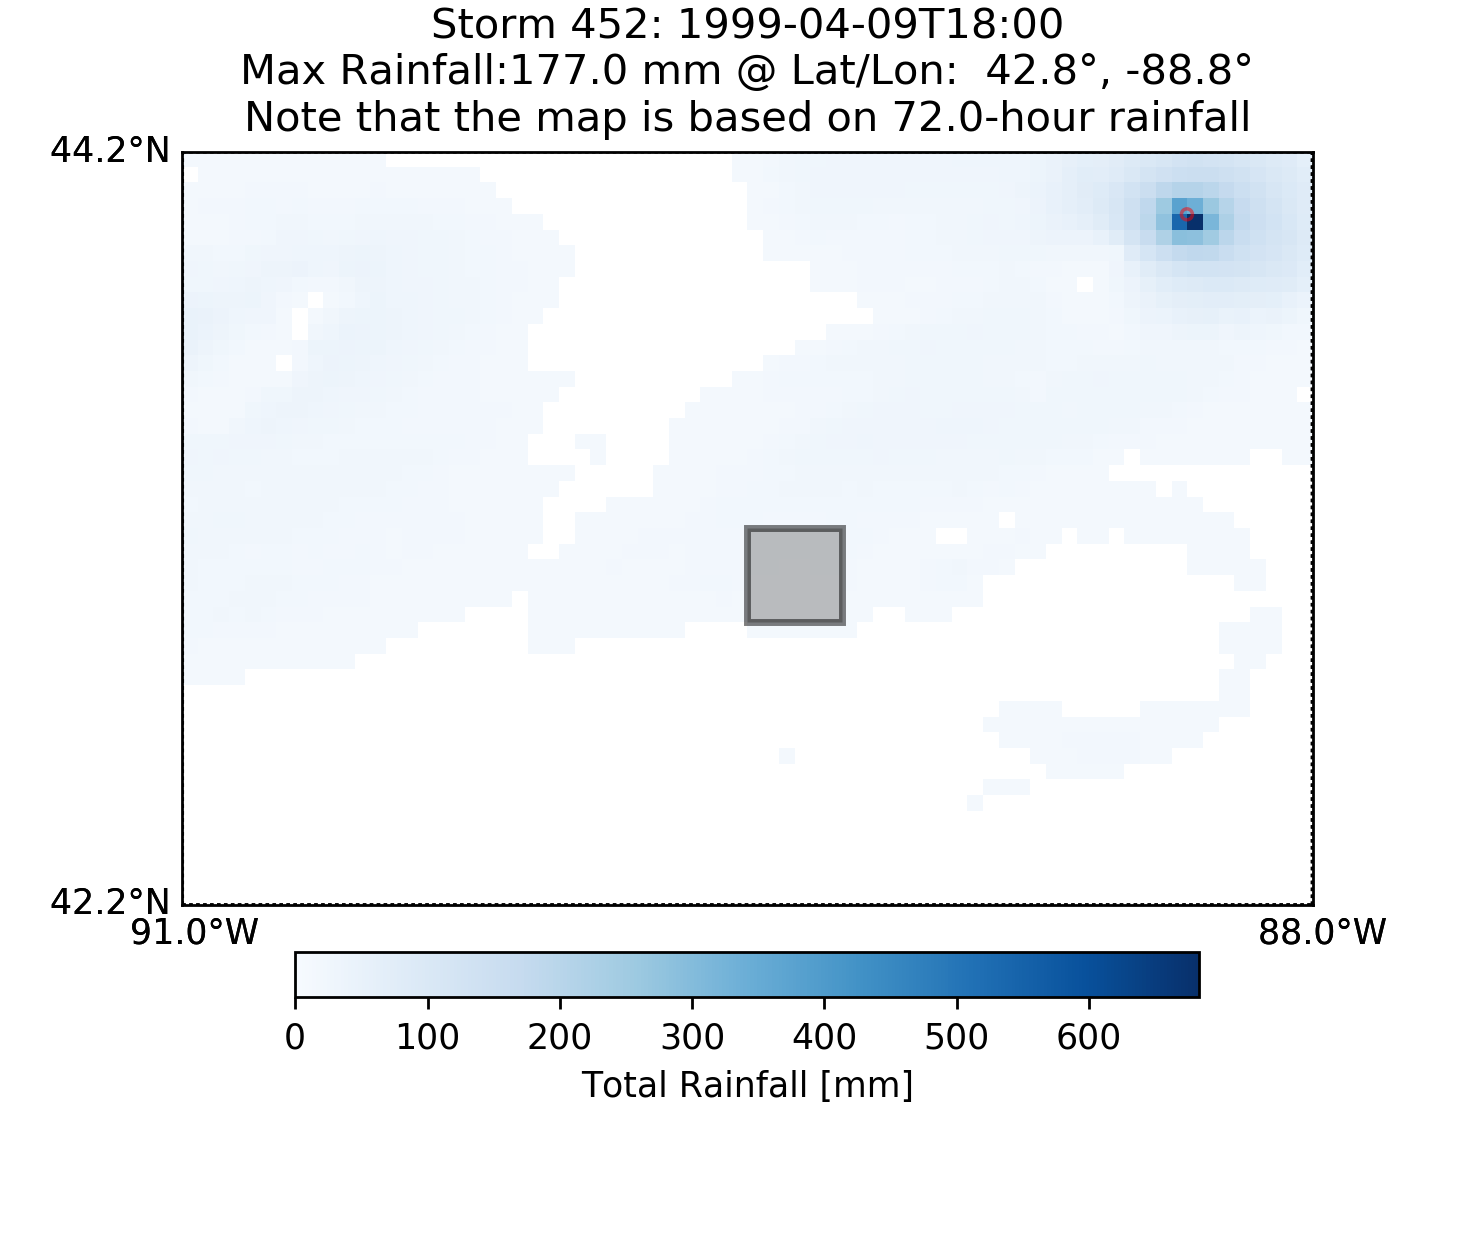 Storm 452: 1999-04-09T18:00
Max Rainfall:177.0 mm @ Lat/Lon:  42.8°, -88.8°
Note that the map is based on 72.0-hour rainfall
44.2°N
42.2°N
91.0°W 88.0°W
0 100 200 300 400 500 600
Total Rainfall [mm]